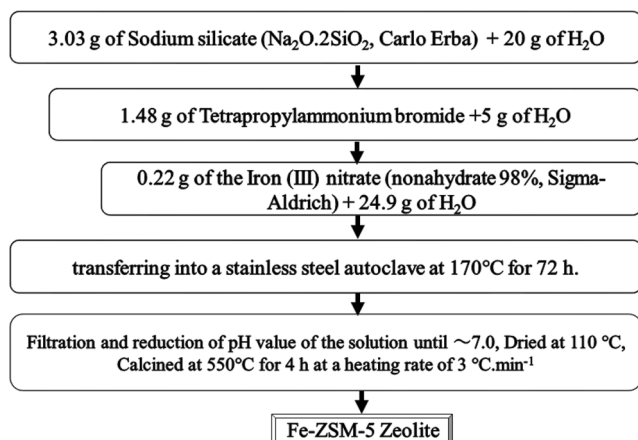 3.03 g of Sodium silicate (Na₂O.2SiO₂, Carlo Erba) + 20 g of H₂O
1.48 g of Tetrapropylammonium bromide +5 g of H₂O
0.22 g of the Iron (III) nitrate (nonahydrate 98%, Sigma-
Aldrich) + 24.9 g of H₂O
transferring into a stainless steel autoclave at 170°C for 72 h.
Filtration and reduction of pH value of the solution until ～7.0, Dried at 110 °C,
Calcined at 550°C for 4 h at a heating rate of 3 °C.min⁻¹
Fe-ZSM-5 Zeolite